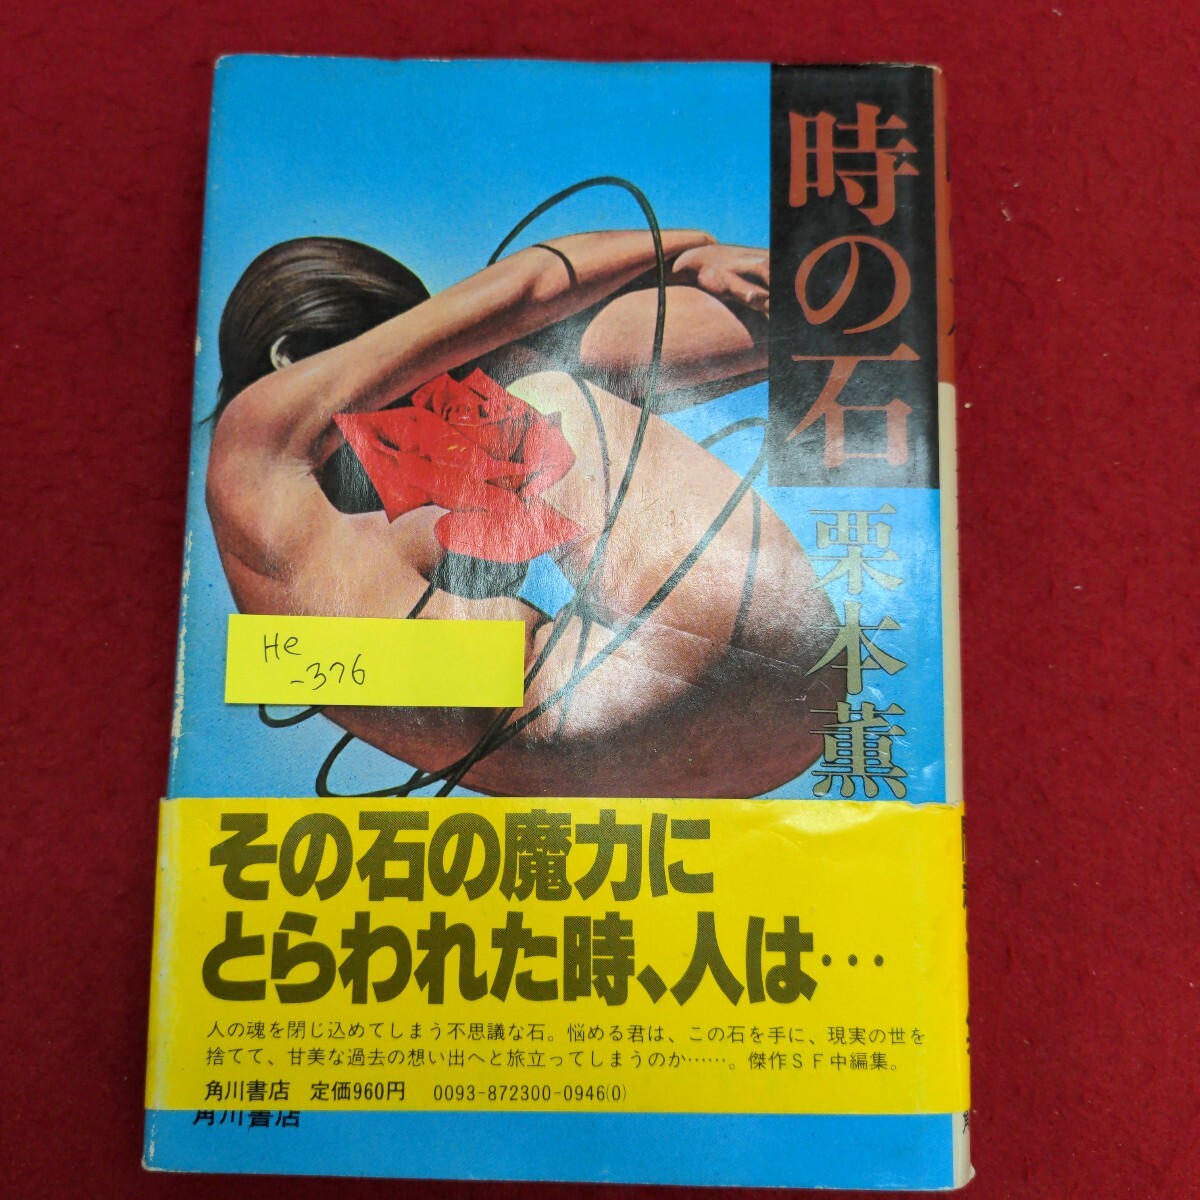 時の石
栗本薫
He
-376
その石の魔力に
とらわれた時、人は…
人の魂を閉じ込めてしまう不思議な石。悩める君は、この石を手に、現実の世を
捨てて、甘美な過去の想い出へと旅立ってしまうのか……。傑作ＳＦ中編集。
角川書店 定価960円 0093-872300-0946(0)
角川書店